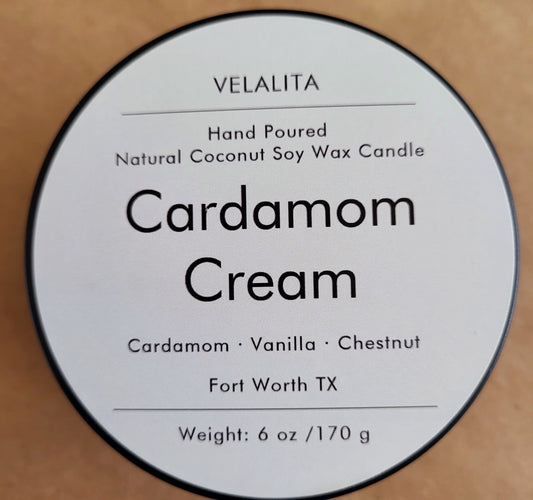 VELALITA
Hand Poured
Natural Coconut Soy Wax Candle
Cardamom
Cream
Cardamom · Vanilla · Chestnut
Fort Worth TX
Weight: 6 oz /170 g